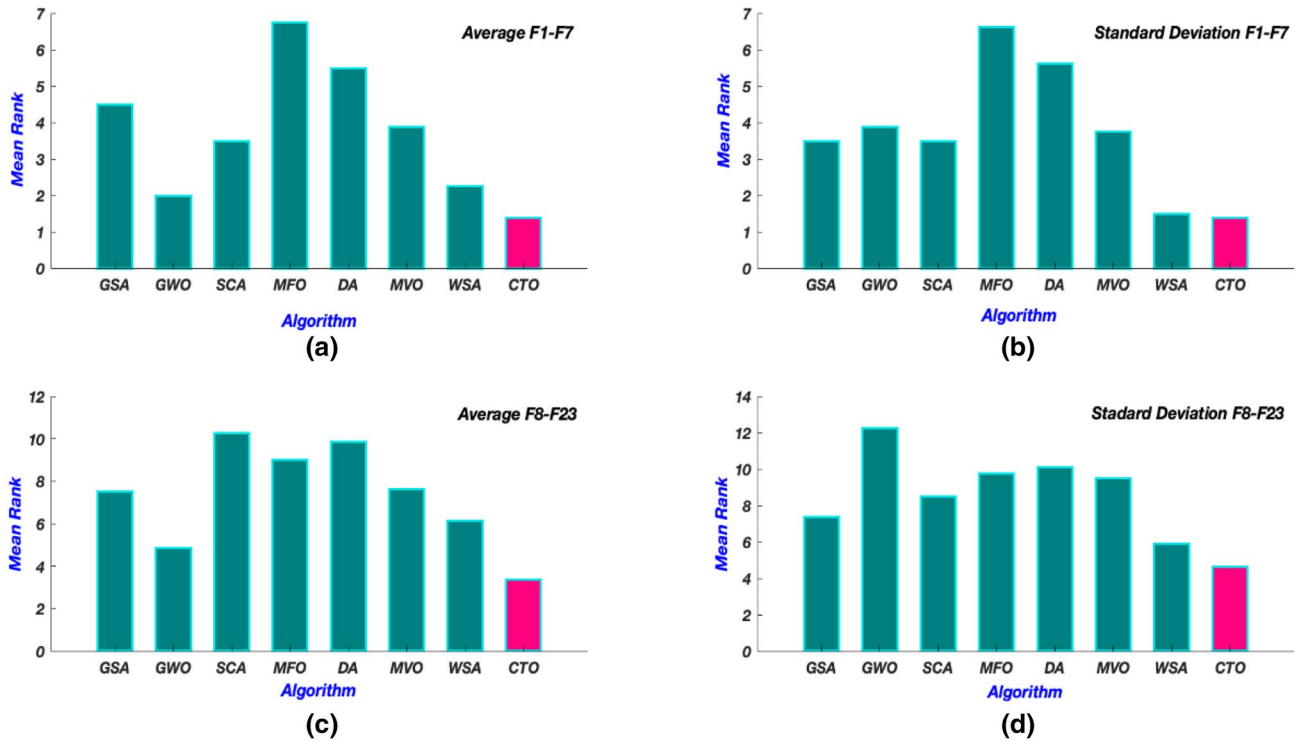 Average F1-F7
7
6
5
4
3
2
1
0
Mean Rank
GSA GWO SCA MFO DA MVO WSA CTO
Algorithm
(a)
Standard Deviation F1-F7
7
6
5
4
3
2
1
0
Mean Rank
GSA GWO SCA MFO DA MVO WSA CTO
Algorithm
(b)
Average F8-F23
12
10
8
6
4
2
0
Mean Rank
GSA GWO SCA MFO DA MVO WSA CTO
Algorithm
(c)
Stadard Deviation F8-F23
14
12
10
8
6
4
2
0
Mean Rank
GSA GWO SCA MFO DA MVO WSA CTO
Algorithm
(d)